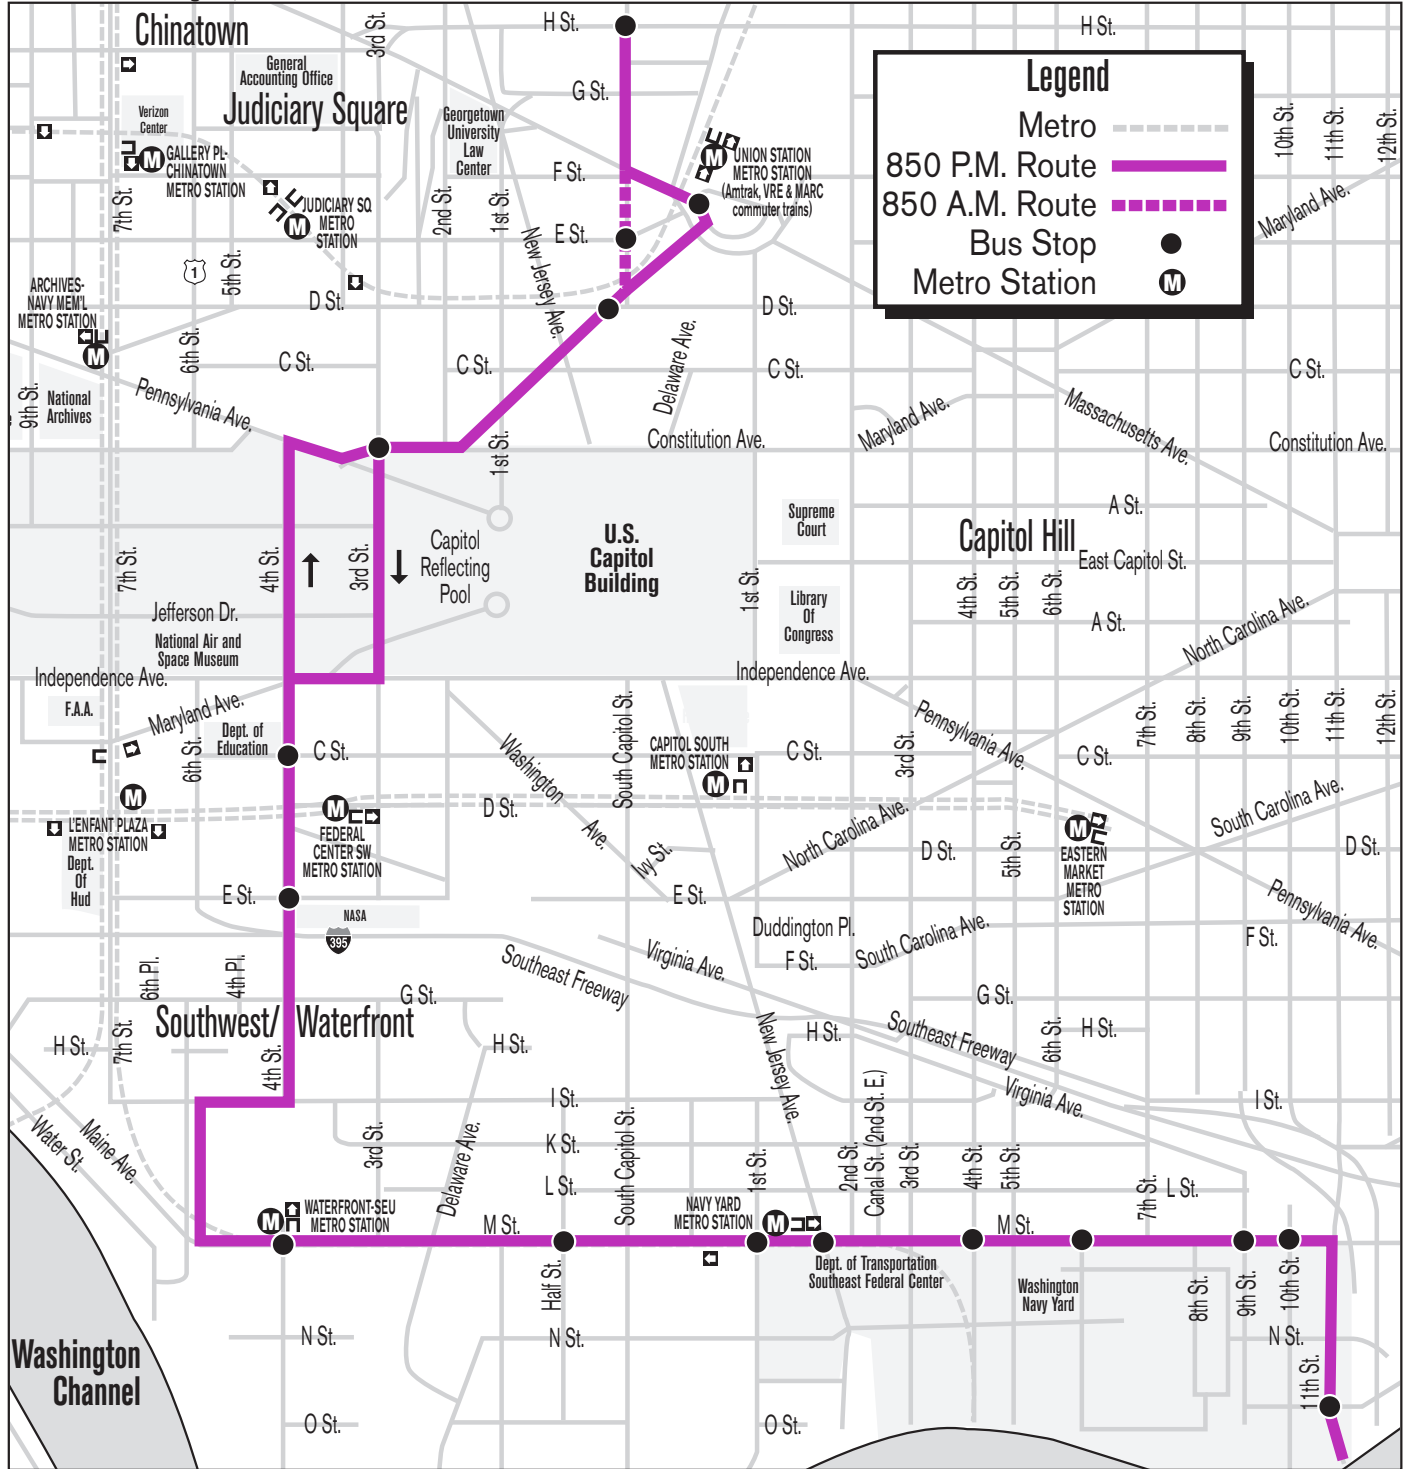 Chinatown
3rd St.
H St.
H St.
General
Accounting Office
Legend
Metro
850 P.M. Route
850 A.M. Route
Bus Stop
Metro Station
M
G St.
Judiciary Square
Verizon
Center
Georgetown
University
Law
Center
10th St.
11th St.
12th St.
M
GALLERY PL-
CHINATOWN
METRO STATION
M
UNION STATION
METRO STATION
(Amtrak, VRE & MARC
commuter trains)
F St.
7th St.
JUDICIARY SQ
METRO
STATION
M
2nd St.
1st St.
E St.
Maryland Ave.
New Jersey Ave.
1
5th St.
ARCHIVES-
NAVY MEM'L
METRO STATION
M
D St.
D St.
6th St.
C St.
C St.
Delaware Ave.
C St.
C St.
9th St.
National
Archives
Pennsylvania Ave.
Maryland Ave.
Massachusetts Ave.
1st St.
Constitution Ave.
Constitution Ave.
A St.
Supreme
Court
Capitol Hill
U.S.
Capitol
Building
Capitol
Reflecting
Pool
7th St.
4th St.
3rd St.
East Capitol St.
1st St.
Library
Of
Congress
4th St.
5th St.
6th St.
Jefferson Dr.
A St.
National Air and
Space Museum
North Carolina Ave.
Independence Ave.
Independence Ave.
F.A.A.
Maryland Ave.
Dept. of
Education
6th St.
C St.
Washington
Ave.
South Capitol St.
CAPITOL SOUTH
METRO STATION
M
C St.
3rd St.
Pennsylvania Ave.
C St.
7th St.
8th St.
9th St.
10th St.
11th St.
12th St.
M
L'ENFANT PLAZA
METRO STATION
M
FEDERAL
CENTER SW
METRO STATION
D St.
Ivy St.
North Carolina Ave.
D St.
5th St.
M
EASTERN
MARKET
METRO
STATION
South Carolina Ave.
D St.
Dept.
Of
Hud
E St.
E St.
NASA
395
Pennsylvania Ave.
Duddington Pl.
F St.
South Carolina Ave.
F St.
Virginia Ave.
Southeast Freeway
6th Pl.
4th Pl.
G St.
G St.
Southwest/ Waterfront
H St.
7th St.
4th St.
H St.
New Jersey Ave.
H St.
Southeast Freeway
6th St.
H St.
Virginia Ave.
I St.
I St.
Water St.
Maine Ave.
3rd St.
Delaware Ave.
K St.
South Capitol St.
1st St.
2nd St.
Canal St. (2nd St. E.)
3rd St.
4th St.
5th St.
7th St.
L St.
L St.
M
WATERFRONT-SEU
METRO STATION
M St.
NAVY YARD
METRO STATION
M
M St.
Dept. of Transportation
Southeast Federal Center
Half St.
Washington
Navy Yard
8th St.
9th St.
10th St.
N St.
N St.
N St.
Washington
Channel
11th St.
O St.
O St.